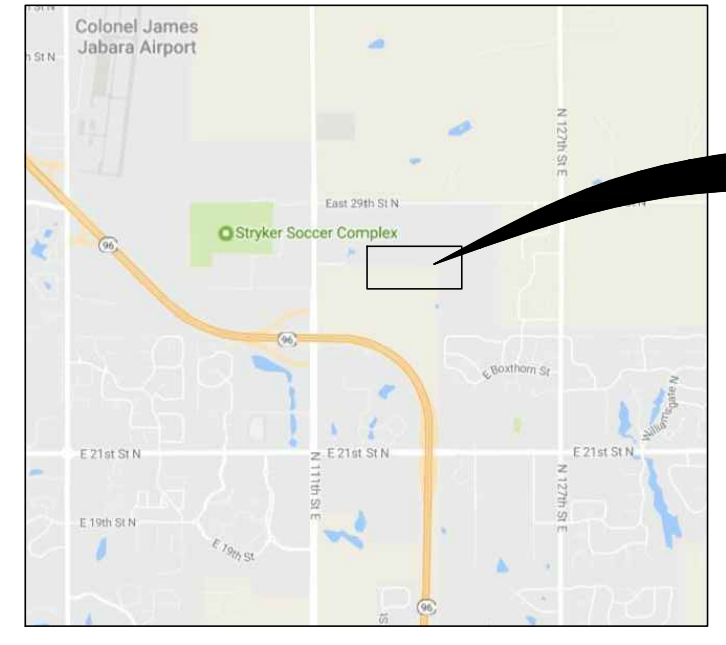 Colonel James
Jabara Airport
St N
N 127th St E
East 29th St N
Stryker Soccer Complex
96
96
E Boxthorn St
Williamsgate N
E 21st St N
E 21st St N
E 21st St N
N 111th St E
N 127th St E
E 19th St N
E 19th St
96